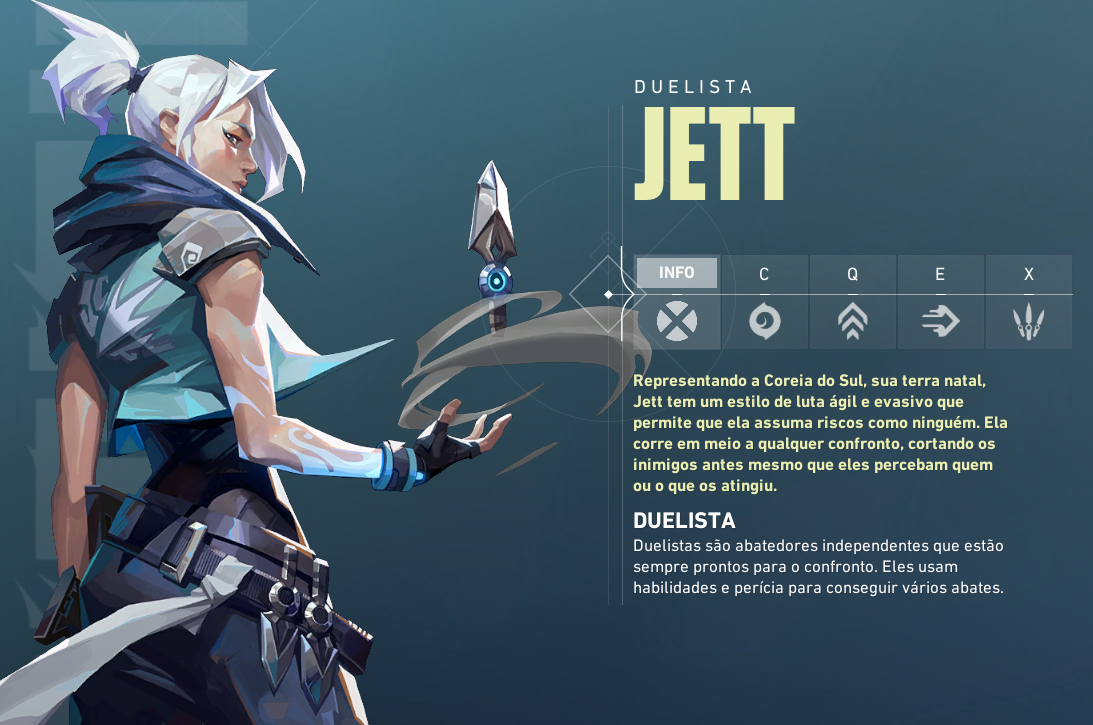 DUELISTA
JETT
INFO C Q E X
Representando a Coreia do Sul, sua terra natal,
Jett tem um estilo de luta ágil e evasivo que
permite que ela assuma riscos como ninguém. Ela
corre em meio a qualquer confronto, cortando os
inimigos antes mesmo que eles percebam quem
ou o que os atingiu.
DUELISTA
Duelistas são abatedores independentes que estão
sempre prontos para o confronto. Eles usam
habilidades e perícia para conseguir vários abates.